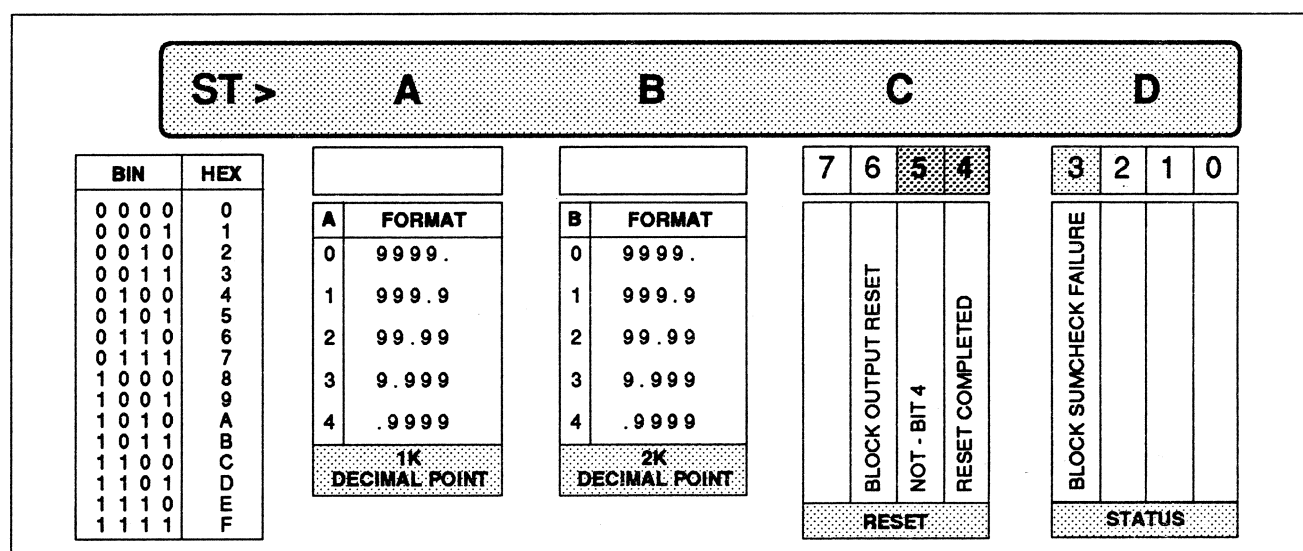 ST > A B C D
BIN HEX
0 0 0 0 0
0 0 0 1 1
0 0 1 0 2
0 0 1 1 3
0 1 0 0 4
0 1 0 1 5
0 1 1 0 6
0 1 1 1 7
1 0 0 0 8
1 0 0 1 9
1 0 1 0 A
1 0 1 1 B
1 1 0 0 C
1 1 0 1 D
1 1 1 0 E
1 1 1 1 F
A FORMAT
0 9999.
1 999.9
2 99.99
3 9.999
4 .9999
1K
DECIMAL POINT
B FORMAT
0 9999.
1 999.9
2 99.99
3 9.999
4 .9999
2K
DECIMAL POINT
7 6 5 4
BLOCK OUTPUT RESET
NOT - BIT 4
RESET COMPLETED
RESET
3 2 1 0
BLOCK SUMCHECK FAILURE
STATUS